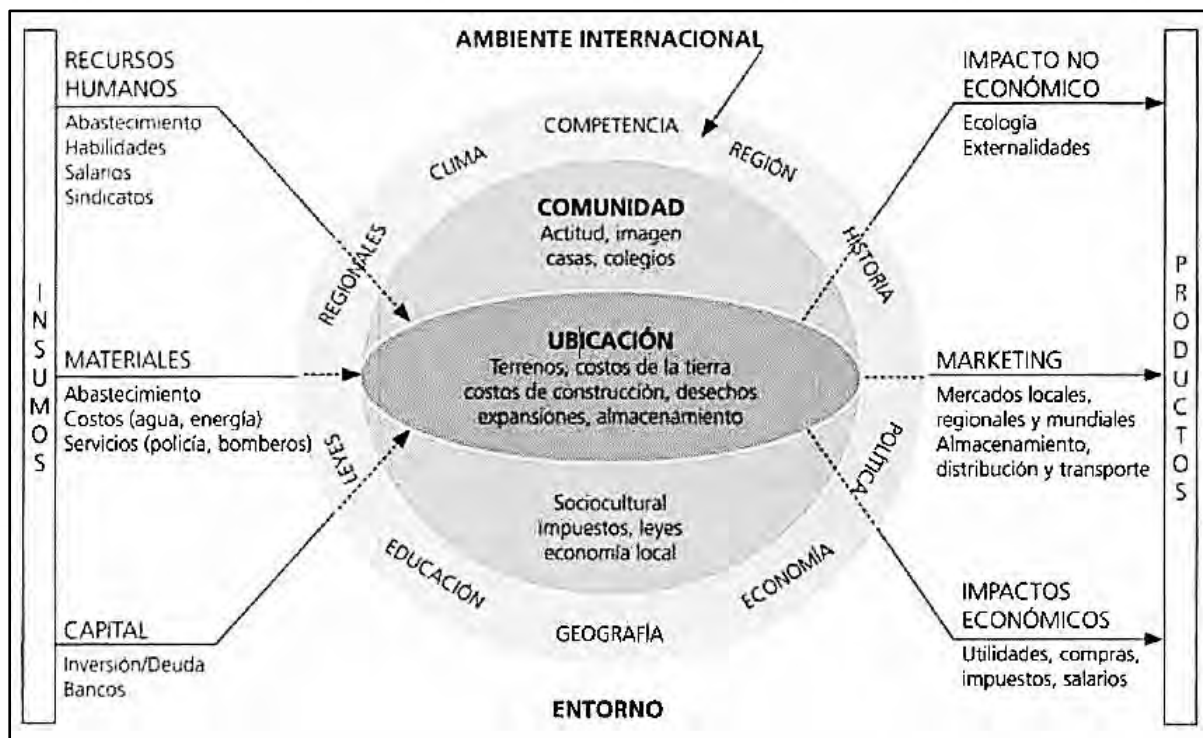 INSUMOS
RECURSOS
HUMANOS
Abastecimiento
Habilidades
Salarios
Sindicatos
MATERIALES
Abastecimiento
Costos (agua, energía)
Servicios (policía, bomberos)
CAPITAL
Inversión/Deuda
Bancos
AMBIENTE INTERNACIONAL
COMPETENCIA
CLIMA
REGIÓN
REGIONALES
HISTORIA
COMUNIDAD
Actitud, imagen
casas, colegios
UBICACIÓN
Terrenos, costos de la tierra
costos de construcción, desechos
expansiones, almacenamiento
LEYES
POLÍTICA
Sociocultural
impuestos, leyes
economía local
EDUCACIÓN
ECONOMÍA
GEOGRAFÍA
ENTORNO
IMPACTO NO
ECONÓMICO
Ecología
Externalidades
MARKETING
Mercados locales,
regionales y mundiales
Almacenamiento,
distribución y transporte
IMPACTOS
ECONÓMICOS
Utilidades, compras,
impuestos, salarios
PRODUCTOS